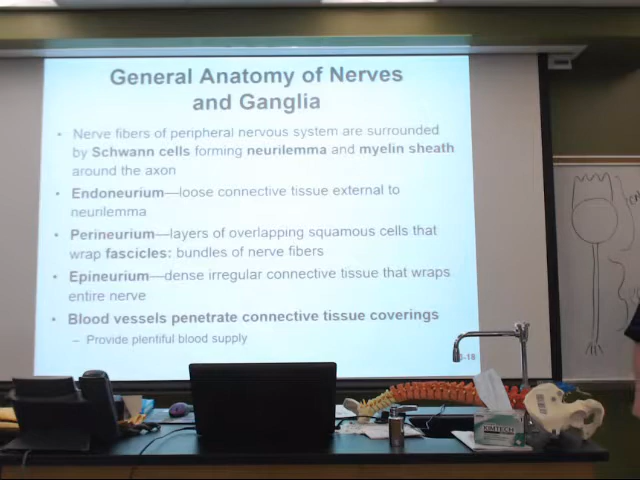 General Anatomy of Nerves
and Ganglia
• Nerve fibers of peripheral nervous system are surrounded
by Schwann cells forming neurilemma and myelin sheath
around the axon
• Endoneurium—loose connective tissue external to
neurilemma
• Perineurium—layers of overlapping squamous cells that
wrap fascicles: bundles of nerve fibers
• Epineurium—dense irregular connective tissue that wraps
entire nerve
• Blood vessels penetrate connective tissue coverings
– Provide plentiful blood supply
-18
KIMTECH